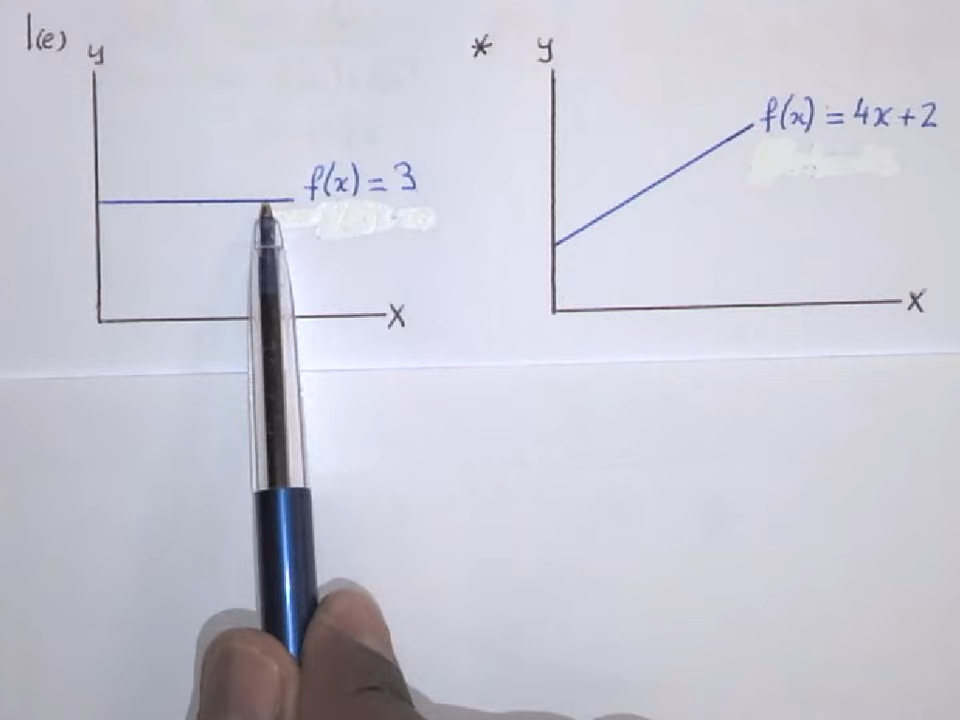 1(e)
y
f(x) = 3
x
*
y
f(x) = 4x+2
x